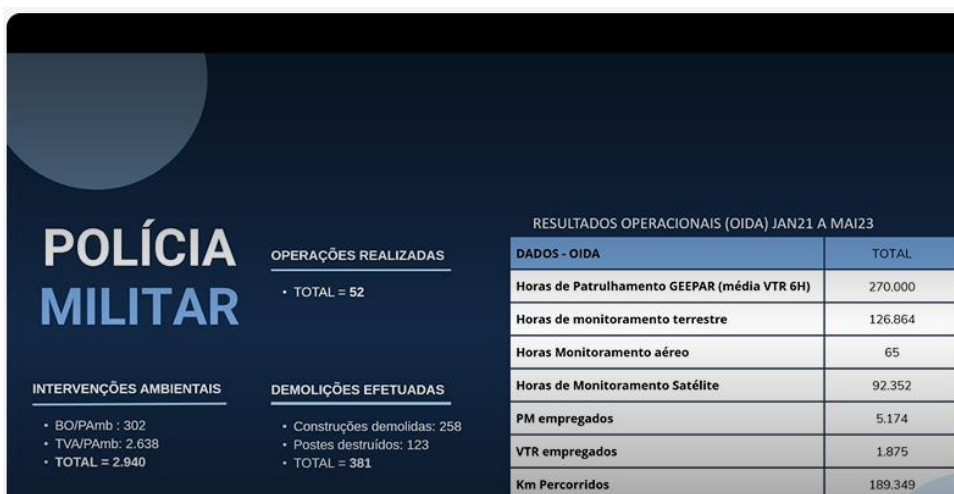 POLÍCIA
MILITAR
OPERAÇÕES REALIZADAS
• TOTAL = 52
INTERVENÇÕES AMBIENTAIS
• BO/PAmb : 302
• TVA/PAmb: 2.638
• TOTAL = 2.940
DEMOLIÇÕES EFETUADAS
• Construções demolidas: 258
• Postes destruídos: 123
• TOTAL = 381
RESULTADOS OPERACIONAIS (OIDA) JAN21 A MAI23
DADOS - OIDA TOTAL
Horas de Patrulhamento GEEPAR (média VTR 6H) 270.000
Horas de monitoramento terrestre 126.864
Horas Monitoramento aéreo 65
Horas de Monitoramento Satélite 92.352
PM empregados 5.174
VTR empregados 1.875
Km Percorridos 189.349